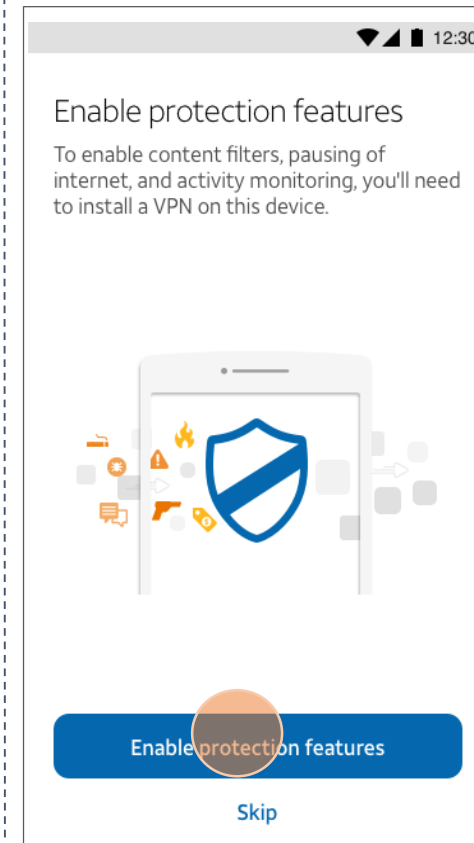 12:30
Enable protection features
To enable content filters, pausing of
internet, and activity monitoring, you'll need
to install a VPN on this device.
Enable protection features
Skip